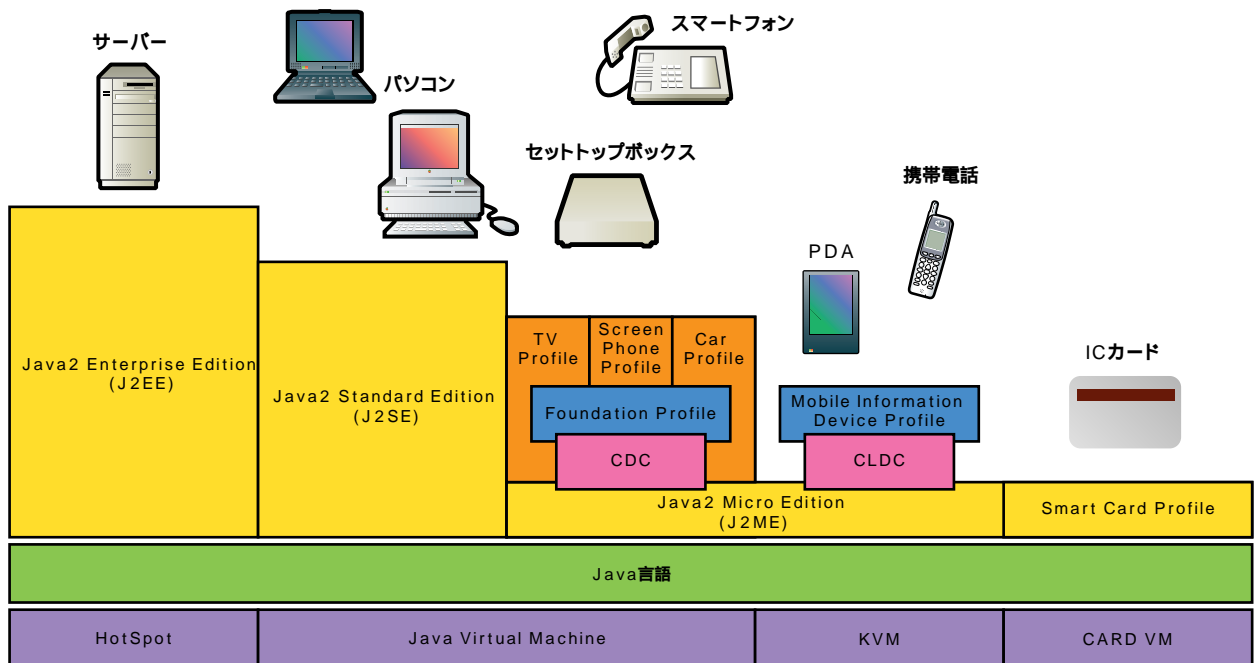 サーバー
パソコン
スマートフォン
セットトップボックス
携帯電話
PDA
ICカード
Java2 Enterprise Edition
(J2EE)
Java2 Standard Edition
(J2SE)
TV
Profile
Screen
Phone
Profile
Car
Profile
Foundation Profile
CDC
Mobile Information
Device Profile
CLDC
Java2 Micro Edition
(J2ME)
Smart Card Profile
Java言語
HotSpot
Java Virtual Machine
KVM
CARD VM